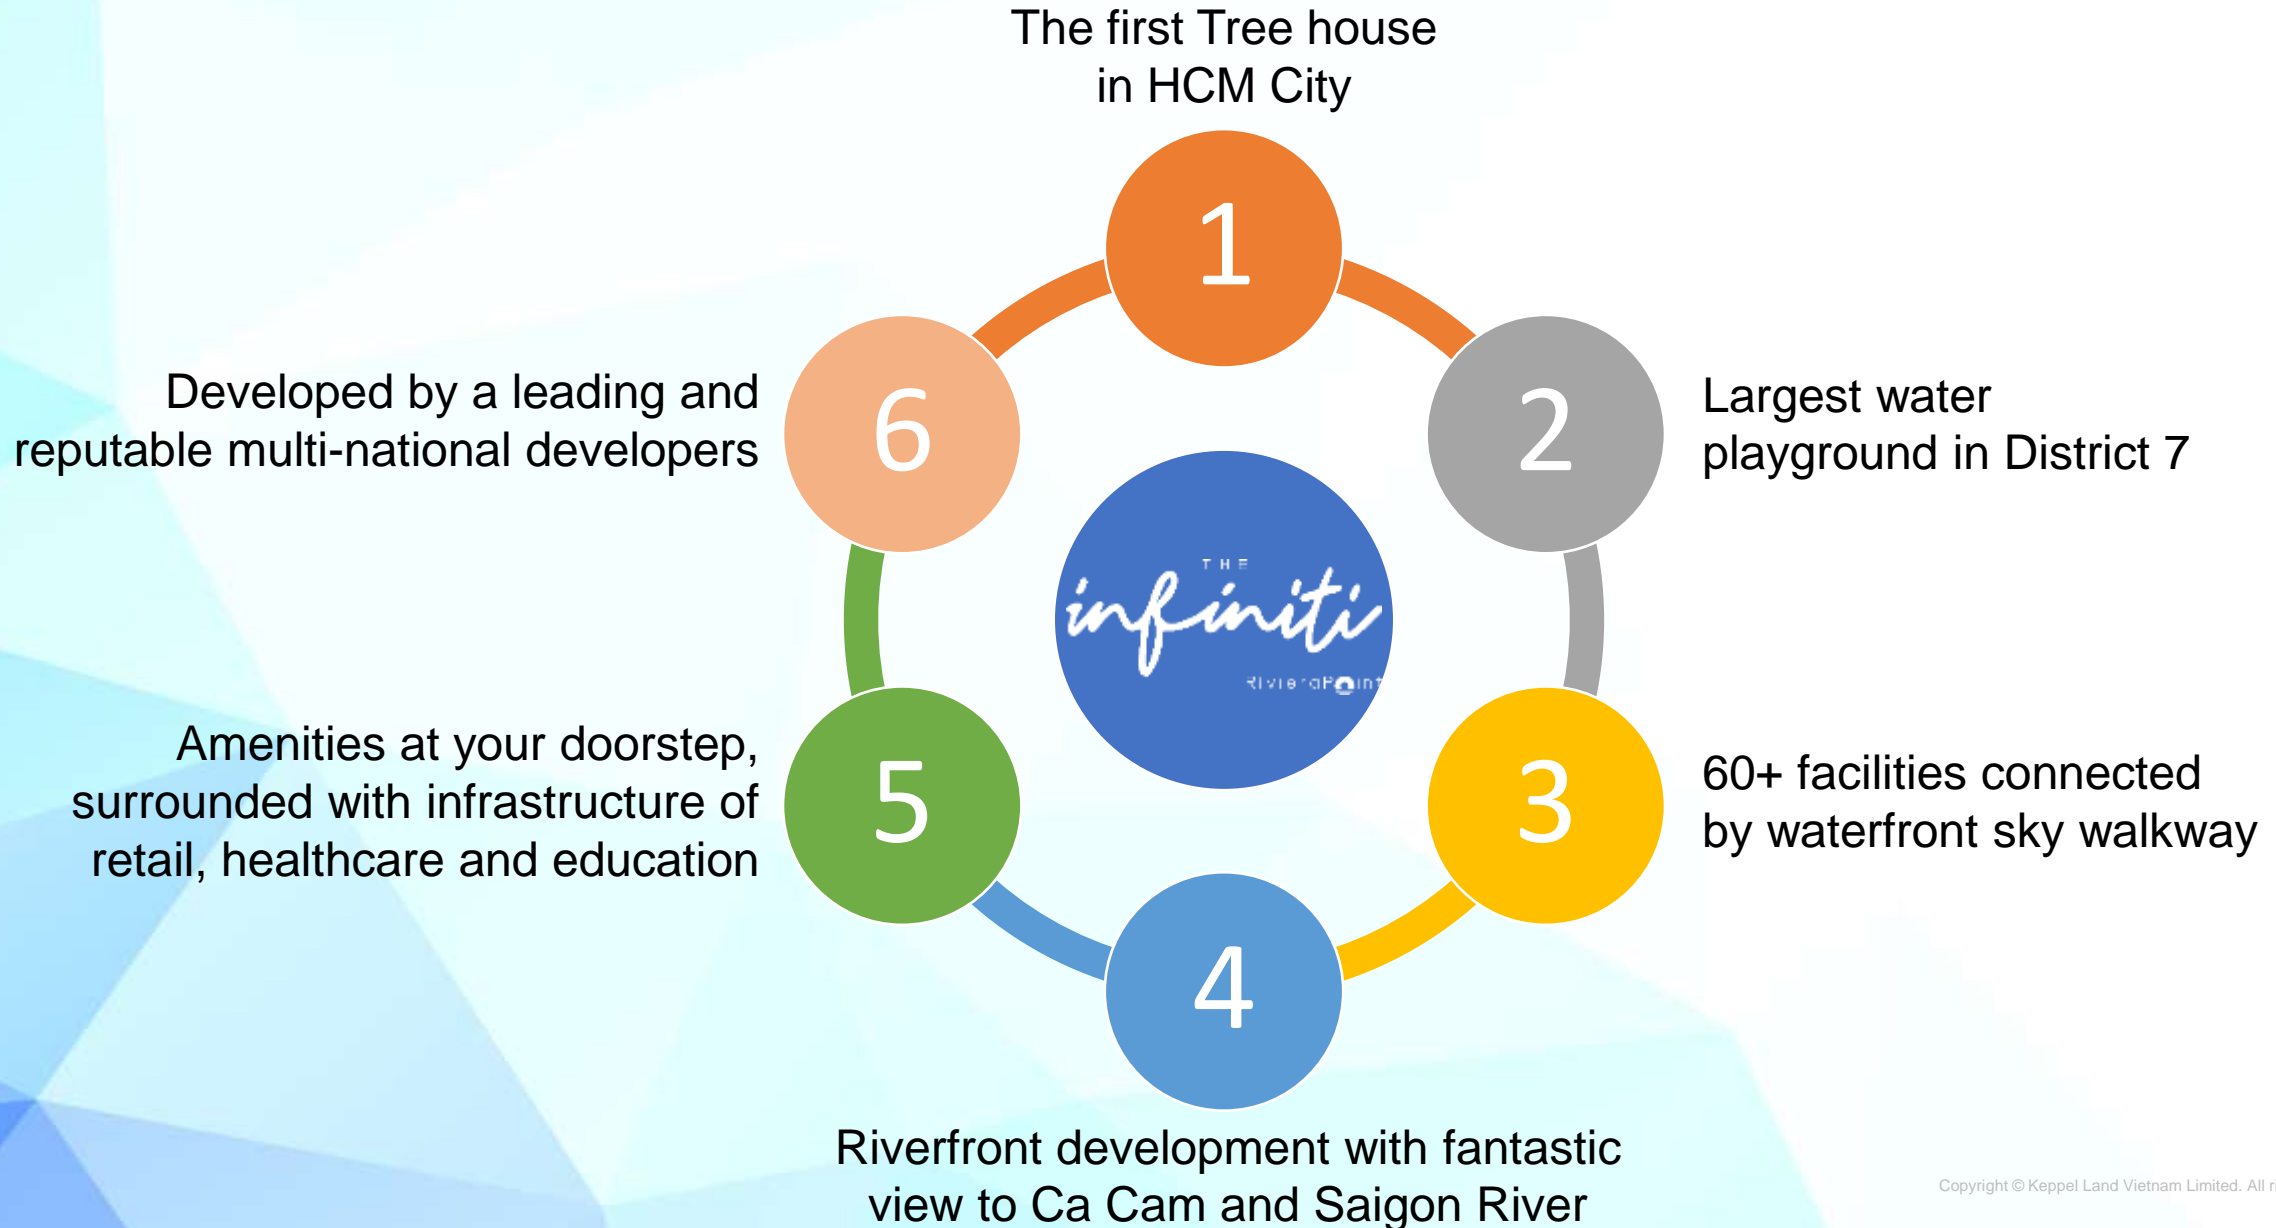 The first Tree house
in HCM City
1
2
Largest water
playground in District 7
3
60+ facilities connected
by waterfront sky walkway
4
Riverfront development with fantastic
view to Ca Cam and Saigon River
5
Amenities at your doorstep,
surrounded with infrastructure of
retail, healthcare and education
6
Developed by a leading and
reputable multi-national developers
THE
infiniti
RivieraPoint
Copyright © Keppel Land Vietnam Limited. All ri